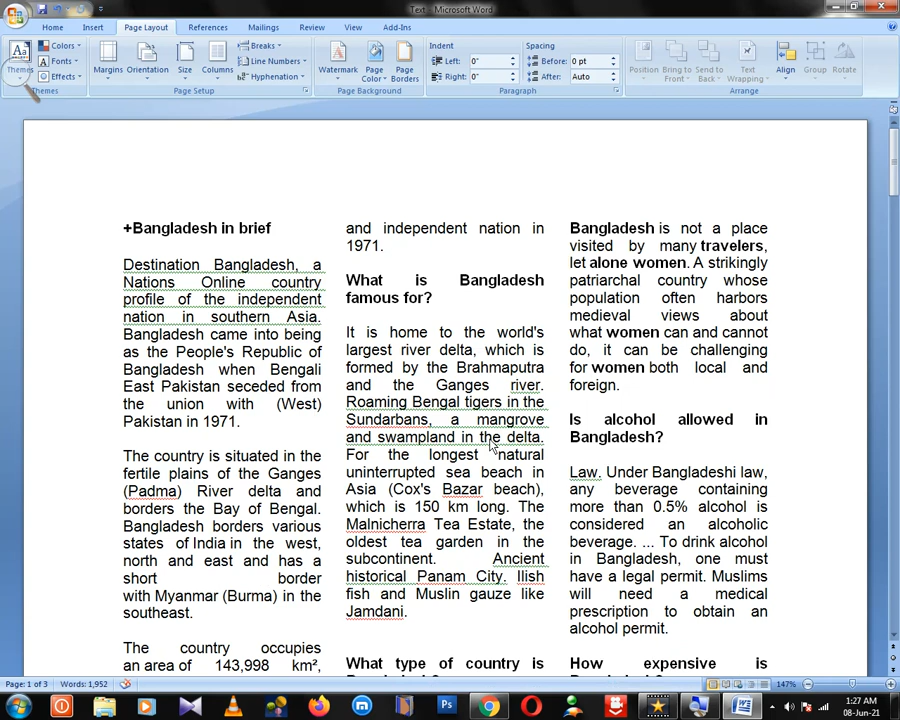 Text - Microsoft Word
Home Insert Page Layout References Mailings Review View Add-Ins
Themes
Colors
Fonts
Effects
Themes
Margins Orientation Size Columns
Breaks
Line Numbers
Hyphenation
Page Setup
Watermark Page Color Page Borders
Page Background
Indent
Left: 0"
Right: 0"
Spacing
Before: 0 pt
After: Auto
Paragraph
Position Bring to Front Send to Back Text Wrapping Align Group Rotate
Arrange
+Bangladesh in brief
Destination Bangladesh, a
Nations Online country
profile of the independent
nation in southern Asia.
Bangladesh came into being
as the People's Republic of
Bangladesh when Bengali
East Pakistan seceded from
the union with (West)
Pakistan in 1971.
The country is situated in the
fertile plains of the Ganges
(Padma) River delta and
borders the Bay of Bengal.
Bangladesh borders various
states of India in the west,
north and east and has a
short border
with Myanmar (Burma) in the
southeast.
The country occupies
an area of 143,998 km²,
and independent nation in
1971.
What is Bangladesh
famous for?
It is home to the world's
largest river delta, which is
formed by the Brahmaputra
and the Ganges river.
Roaming Bengal tigers in the
Sundarbans, a mangrove
and swampland in the delta.
For the longest natural
uninterrupted sea beach in
Asia (Cox's Bazar beach),
which is 150 km long. The
Malnicherra Tea Estate, the
oldest tea garden in the
subcontinent. Ancient
historical Panam City. Ilish
fish and Muslin gauze like
Jamdani.
What type of country is
Bangladesh is not a place
visited by many travelers,
let alone women. A strikingly
patriarchal country whose
population often harbors
medieval views about
what women can and cannot
do, it can be challenging
for women both local and
foreign.
Is alcohol allowed in
Bangladesh?
Law. Under Bangladeshi law,
any beverage containing
more than 0.5% alcohol is
considered an alcoholic
beverage. ... To drink alcohol
in Bangladesh, one must
have a legal permit. Muslims
will need a medical
prescription to obtain an
alcohol permit.
How expensive is
Page: 1 of 3 Words: 1,952 147%
Ps
1:27 AM
08-Jun-21